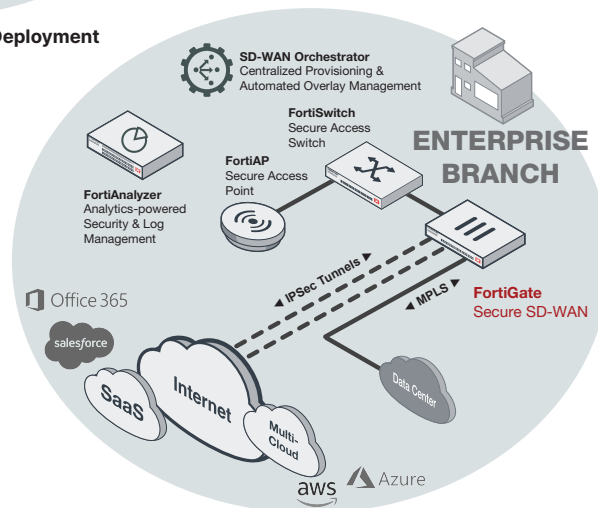 Deployment
SD-WAN Orchestrator
Centralized Provisioning &
Automated Overlay Management
FortiSwitch
Secure Access
Switch
ENTERPRISE
BRANCH
FortiAP
Secure Access
Point
FortiAnalyzer
Analytics-powered
Security & Log
Management
IPSec Tunnels
MPLS
FortiGate
Secure SD-WAN
Office 365
salesforce
SaaS
Internet
Multi-
Cloud
Data Center
aws
Azure